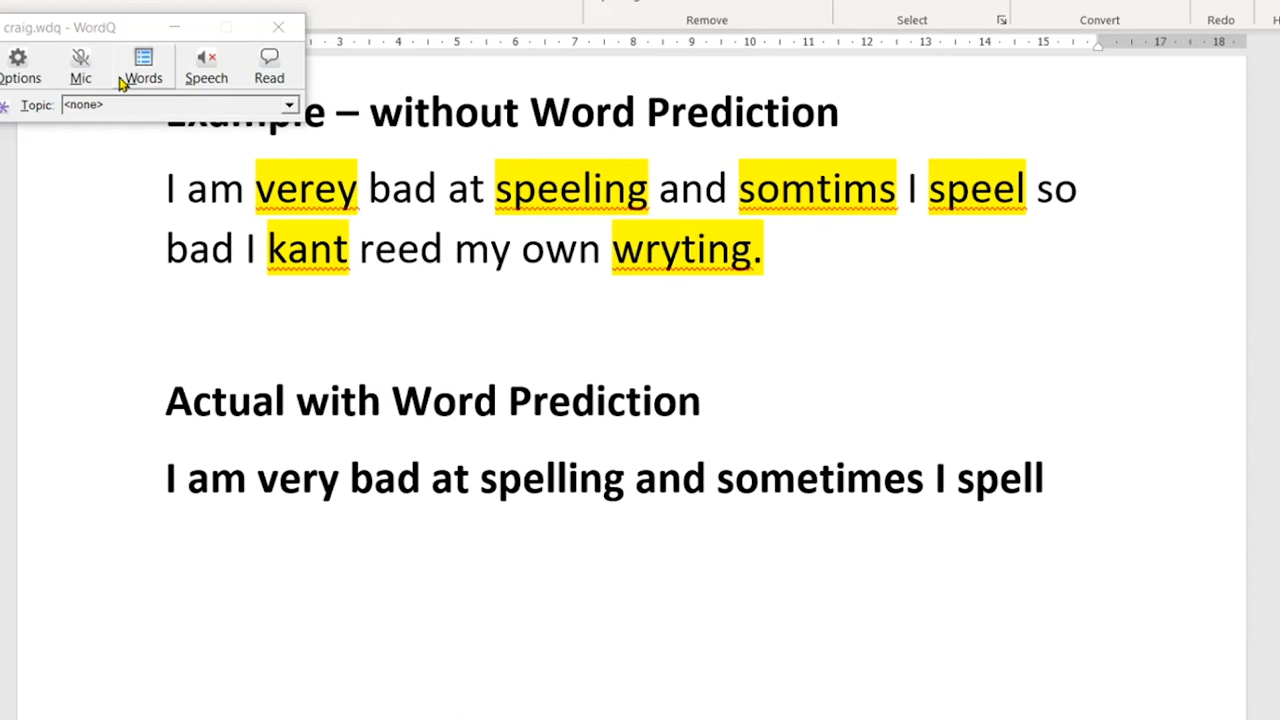 Remove Select Convert Redo H
craig.wdq - WordQ
3 4 5 6 7 8 9 10 11 12 13 14 15 17 18
Options Mic Words Speech Read
Topic: <none>
Example – without Word Prediction
I am verey bad at speeling and somtims I speel so
bad I kant reed my own wryting.
Actual with Word Prediction
I am very bad at spelling and sometimes I spell